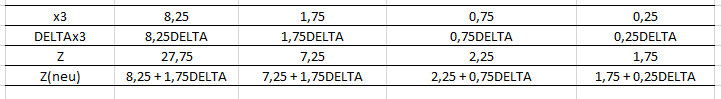 x3 8,25 1,75 0,75 0,25
DELTAx3 8,25DELTA 1,75DELTA 0,75DELTA 0,25DELTA
Z 27,75 7,25 2,25 1,75
Z(neu) 8,25 + 1,75DELTA 7,25 + 1,75DELTA 2,25 + 0,75DELTA 1,75 + 0,25DELTA